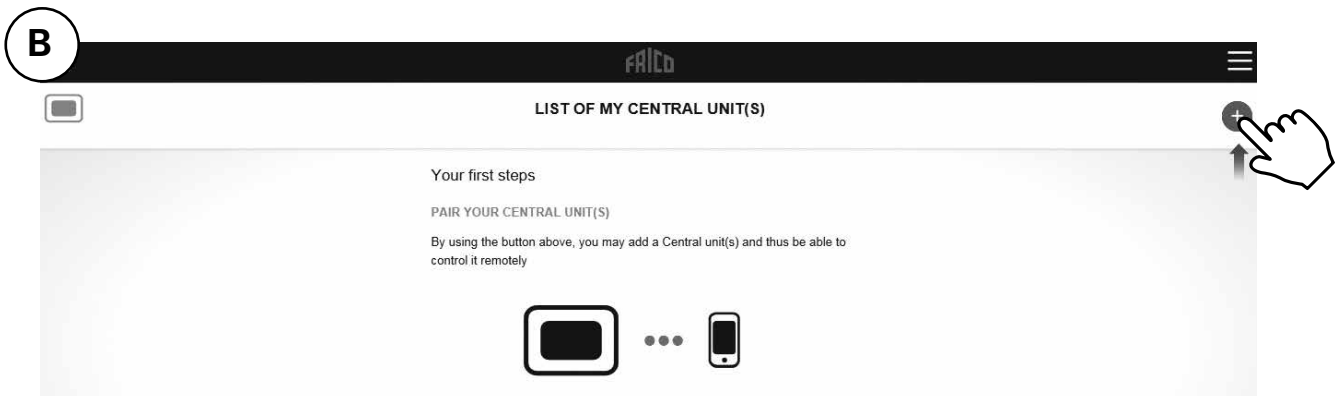 B
FRICO
LIST OF MY CENTRAL UNIT(S)
+
Your first steps
PAIR YOUR CENTRAL UNIT(S)
By using the button above, you may add a Central unit(s) and thus be able to
control it remotely